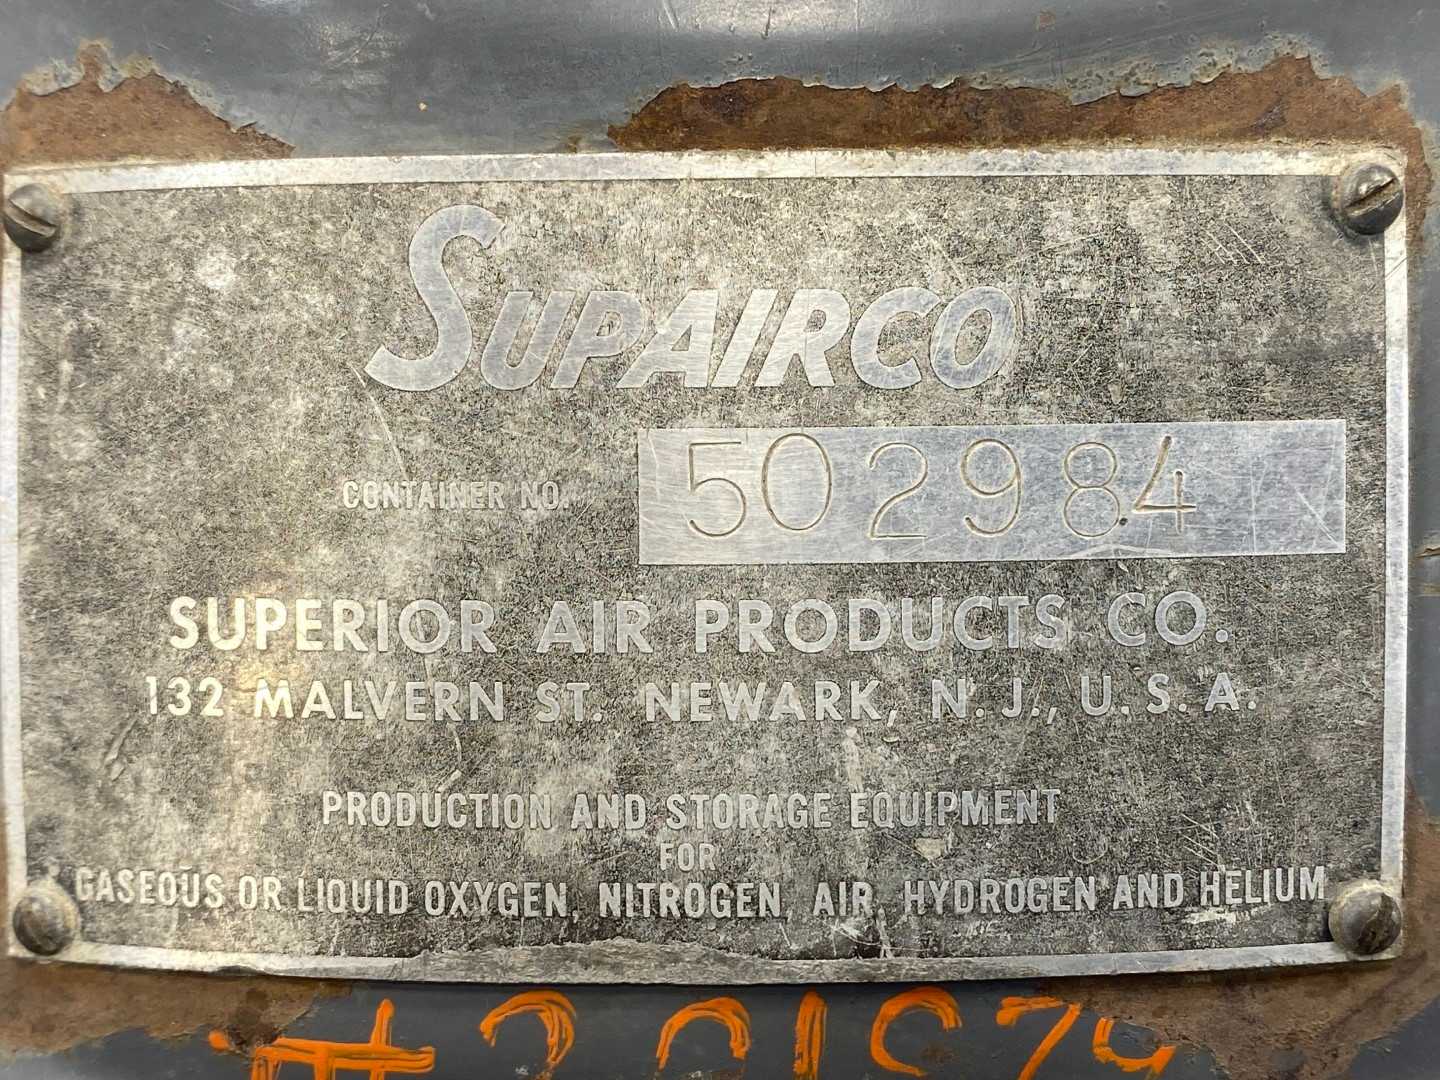 SUPAIRCO
CONTAINER NO. 502984
SUPERIOR AIR PRODUCTS CO.
132 MALVERN ST. NEWARK, N. J., U. S. A.
PRODUCTION AND STORAGE EQUIPMENT
FOR
GASEOUS OR LIQUID OXYGEN, NITROGEN, AIR, HYDROGEN AND HELIUM